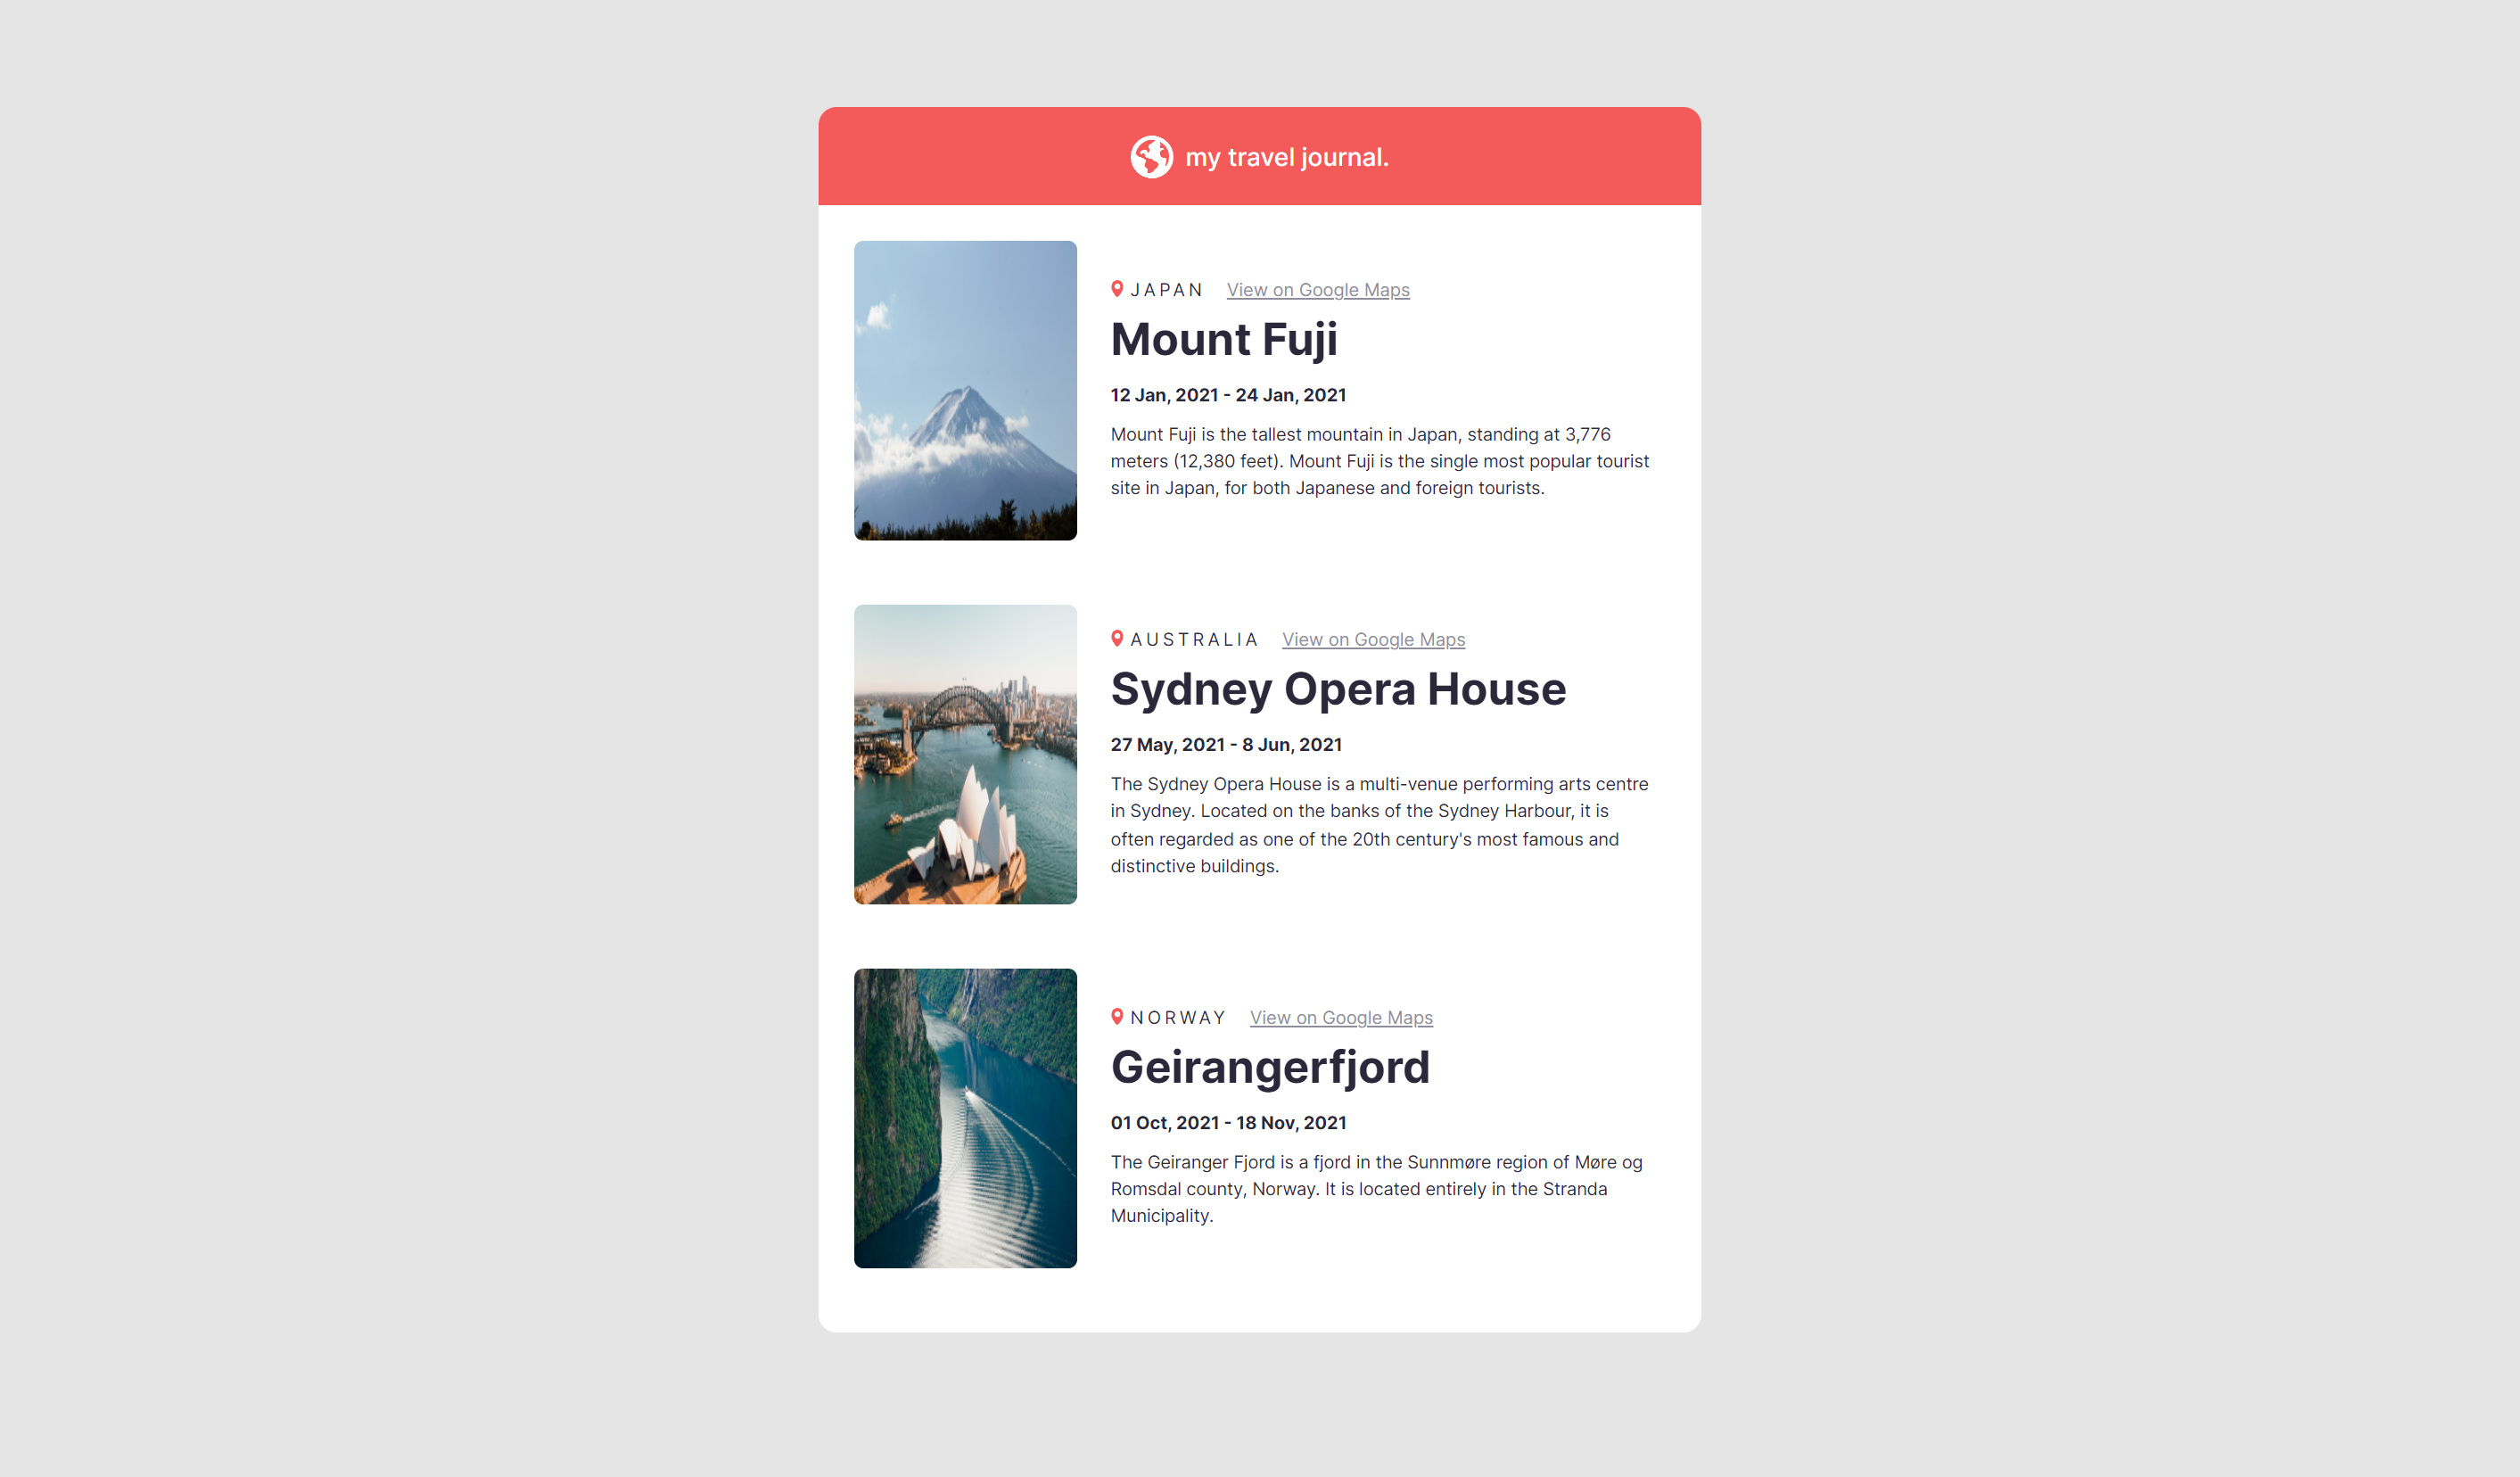 my travel journal.
JAPAN View on Google Maps
Mount Fuji
12 Jan, 2021 - 24 Jan, 2021
Mount Fuji is the tallest mountain in Japan, standing at 3,776
meters (12,380 feet). Mount Fuji is the single most popular tourist
site in Japan, for both Japanese and foreign tourists.
AUSTRALIA View on Google Maps
Sydney Opera House
27 May, 2021 - 8 Jun, 2021
The Sydney Opera House is a multi-venue performing arts centre
in Sydney. Located on the banks of the Sydney Harbour, it is
often regarded as one of the 20th century's most famous and
distinctive buildings.
NORWAY View on Google Maps
Geirangerfjord
01 Oct, 2021 - 18 Nov, 2021
The Geiranger Fjord is a fjord in the Sunnmøre region of Møre og
Romsdal county, Norway. It is located entirely in the Stranda
Municipality.